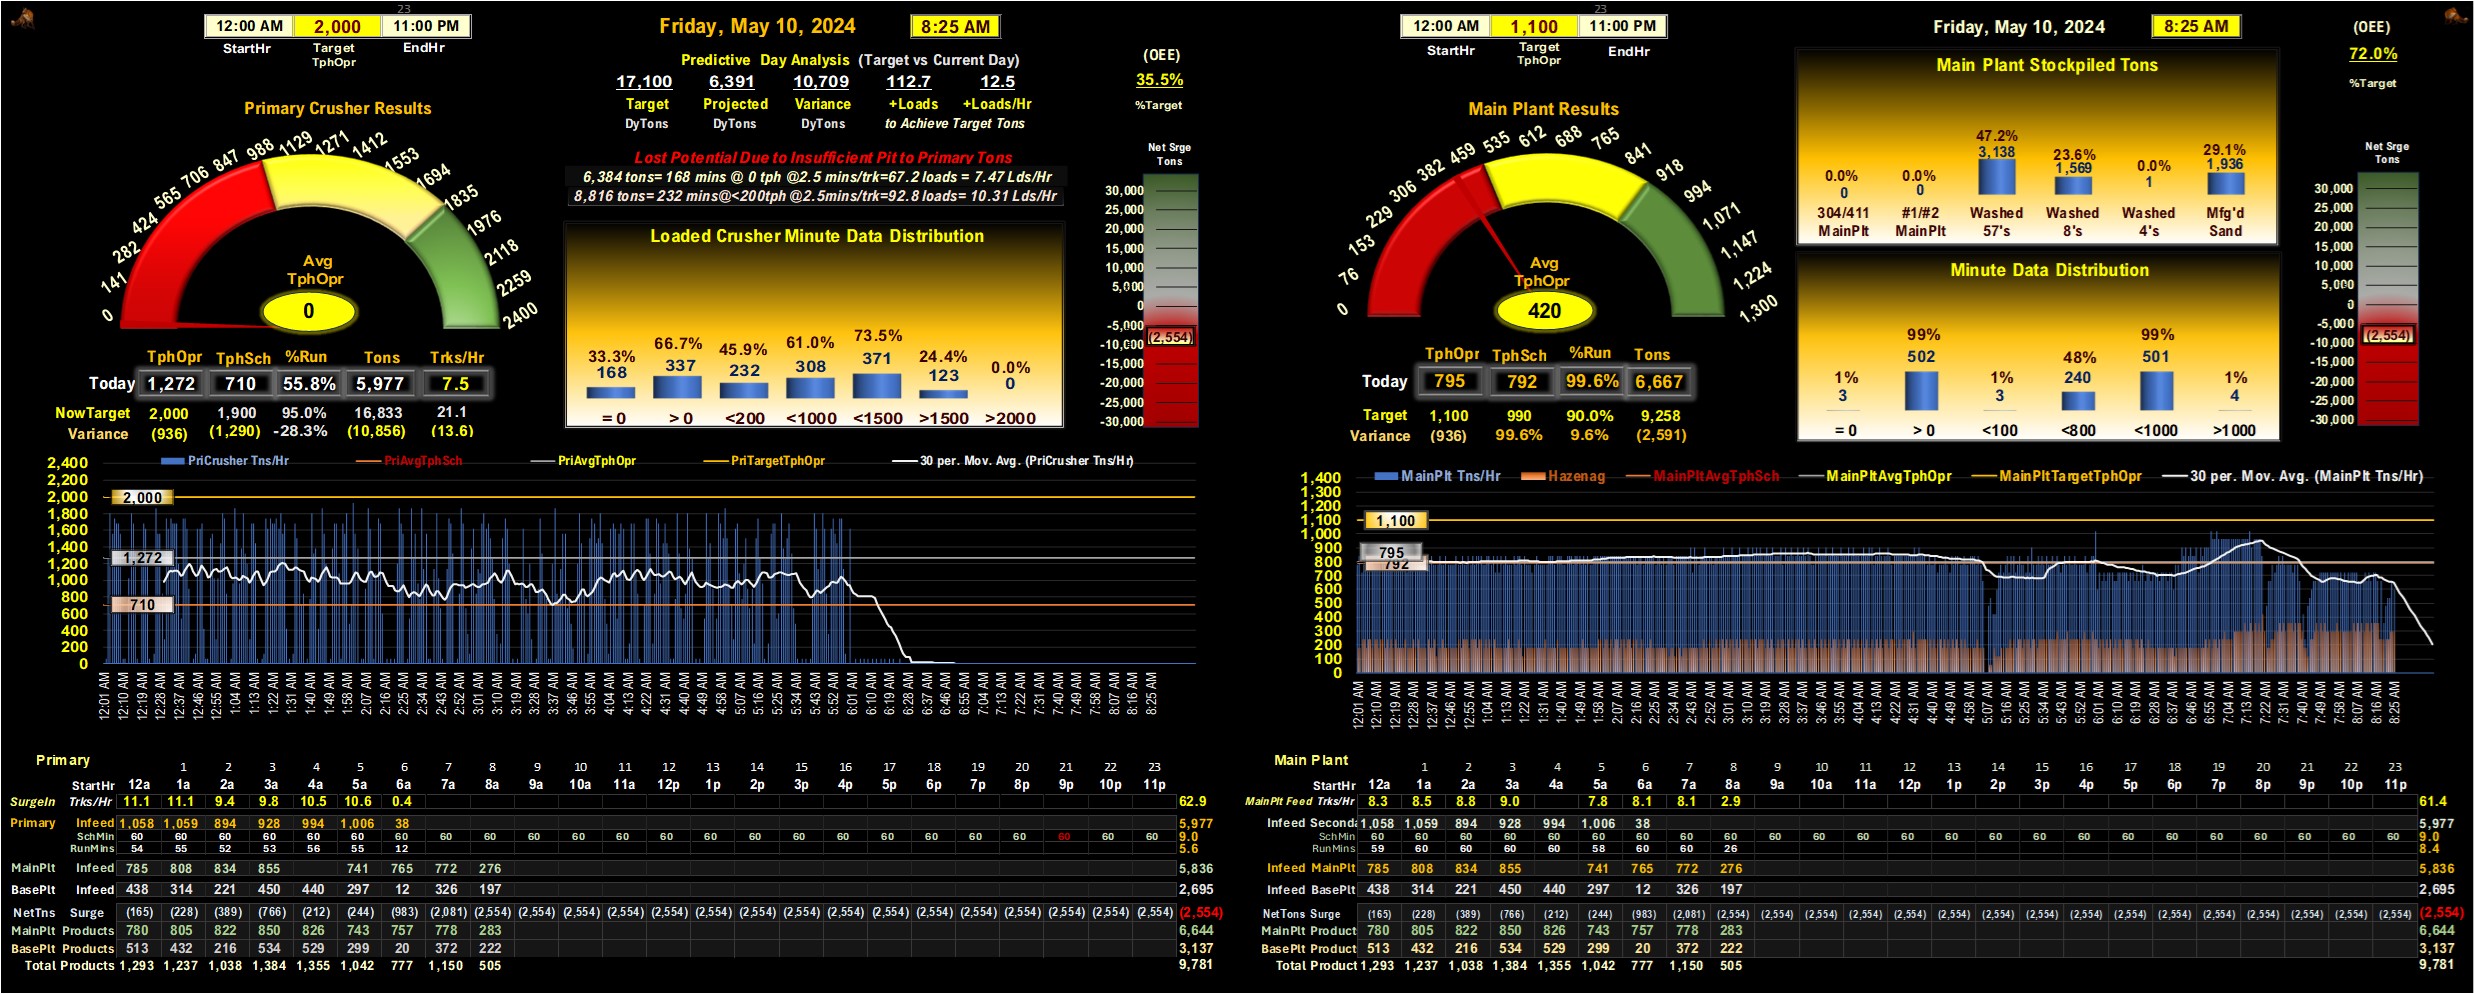 23
12:00 AM 2,000 11:00 PM
StartHr Target TphOpr EndHr
Friday, May 10, 2024 8:25 AM
Predictive Day Analysis (Target vs Current Day)
17,100 6,391 10,709 112.7 12.5
Target Projected Variance +Loads +Loads/Hr
DyTons DyTons DyTons to Achieve Target Tons
(OEE)
35.5%
%Target
Primary Crusher Results
0 141 282 424 565 706 847 988 1129 1271 1412 1553 1694 1835 1976 2118 2259 2400
Avg
TphOpr
0
Lost Potential Due to Insufficient Pit to Primary Tons
6,384 tons= 168 mins @ 0 tph @2.5 mins/trk=67.2 loads = 7.47 Lds/Hr
8,816 tons= 232 mins@<200tph @2.5mins/trk=92.8 loads= 10.31 Lds/Hr
Loaded Crusher Minute Data Distribution
33.3% 66.7% 45.9% 61.0% 73.5% 24.4% 0.0%
168 337 232 308 371 123 0
= 0 > 0 <200 <1000 <1500 >1500 >2000
Net Srge
Tons
30,000
25,000
20,000
15,000
10,000
5,000
0
-5,000
(2,554)
-10,000
-15,000
-20,000
-25,000
-30,000
TphOpr TphSch %Run Tons Trks/Hr
Today 1,272 710 55.8% 5,977 7.5
NowTarget 2,000 1,900 95.0% 16,833 21.1
Variance (936) (1,290) -28.3% (10,856) (13.6)
PriCrusher Tns/Hr PriAvgTphSch PriAvgTphOpr PriTargetTphOpr 30 per. Mov. Avg. (PriCrusher Tns/Hr)
2,400
2,200
2,000
1,800
1,600
1,400
1,200
1,000
800
600
400
200
0
2,000
1,272
710
12:01 AM 12:10 AM 12:19 AM 12:28 AM 12:37 AM 12:46 AM 12:55 AM 1:04 AM 1:13 AM 1:22 AM 1:31 AM 1:40 AM 1:49 AM 1:58 AM 2:07 AM 2:16 AM 2:25 AM 2:34 AM 2:43 AM 2:52 AM 3:01 AM 3:10 AM 3:19 AM 3:28 AM 3:37 AM 3:46 AM 3:55 AM 4:04 AM 4:13 AM 4:22 AM 4:31 AM 4:40 AM 4:49 AM 4:58 AM 5:07 AM 5:16 AM 5:25 AM 5:34 AM 5:43 AM 5:52 AM 6:01 AM 6:10 AM 6:19 AM 6:28 AM 6:37 AM 6:46 AM 6:55 AM 7:04 AM 7:13 AM 7:22 AM 7:31 AM 7:40 AM 7:49 AM 7:58 AM 8:07 AM 8:16 AM 8:25 AM
Primary 1 2 3 4 5 6 7 8 9 10 11 12 13 14 15 16 17 18 19 20 21 22 23
StartHr 12a 1a 2a 3a 4a 5a 6a 7a 8a 9a 10a 11a 12p 1p 2p 3p 4p 5p 6p 7p 8p 9p 10p 11p
SurgeIn Trks/Hr 11.1 11.1 9.4 9.8 10.5 10.6 0.4 62.9
Primary Infeed 1,058 1,059 894 928 994 1,006 38 5,977
SchMin 60 60 60 60 60 60 60 60 60 60 60 60 60 60 60 60 60 60 60 60 60 60 60 60 9.0
RunMins 54 55 52 53 56 55 12 5.6
MainPlt Infeed 785 808 834 855 741 765 772 276 5,836
BasePlt Infeed 438 314 221 450 440 297 12 326 197 2,695
NetTns Surge (165) (228) (389) (766) (212) (244) (983) (2,081) (2,554) (2,554) (2,554) (2,554) (2,554) (2,554) (2,554) (2,554) (2,554) (2,554) (2,554) (2,554) (2,554) (2,554) (2,554) (2,554) (2,554)
MainPlt Products 780 805 822 850 826 743 757 778 283 6,644
BasePlt Products 513 432 216 534 529 299 20 372 222 3,137
Total Products 1,293 1,237 1,038 1,384 1,355 1,042 777 1,150 505 9,781
23
12:00 AM 1,100 11:00 PM
StartHr Target TphOpr EndHr
Friday, May 10, 2024 8:25 AM
(OEE)
72.0%
%Target
Main Plant Results
0 76 153 229 306 382 459 535 612 688 765 841 918 994 1,071 1,147 1,224 1,300
Avg
TphOpr
420
Main Plant Stockpiled Tons
0.0% 0.0% 47.2% 23.6% 0.0% 29.1%
0 0 3,138 1,569 1 1,936
304/411 #1/#2 Washed Washed Washed Mfg'd
MainPlt MainPlt 57's 8's 4's Sand
Minute Data Distribution
1% 99% 1% 48% 99% 1%
3 502 3 240 501 4
= 0 > 0 <100 <800 <1000 >1000
Net Srge
Tons
30,000
25,000
20,000
15,000
10,000
5,000
0
-5,000
(2,554)
-10,000
-15,000
-20,000
-25,000
-30,000
TphOpr TphSch %Run Tons
Today 795 792 99.6% 6,667
Target 1,100 990 90.0% 9,258
Variance (936) 99.6% 9.6% (2,591)
MainPlt Tns/Hr Hazenag MainPltAvgTphSch MainPltAvgTphOpr MainPltTargetTphOpr 30 per. Mov. Avg. (MainPlt Tns/Hr)
1,400
1,300
1,200
1,100
1,000
900
800
700
600
500
400
300
200
100
0
1,100
795
792
12:01 AM 12:10 AM 12:19 AM 12:28 AM 12:37 AM 12:46 AM 12:55 AM 1:04 AM 1:13 AM 1:22 AM 1:31 AM 1:40 AM 1:49 AM 1:58 AM 2:07 AM 2:16 AM 2:25 AM 2:34 AM 2:43 AM 2:52 AM 3:01 AM 3:10 AM 3:19 AM 3:28 AM 3:37 AM 3:46 AM 3:55 AM 4:04 AM 4:13 AM 4:22 AM 4:31 AM 4:40 AM 4:49 AM 4:58 AM 5:07 AM 5:16 AM 5:25 AM 5:34 AM 5:43 AM 5:52 AM 6:01 AM 6:10 AM 6:19 AM 6:28 AM 6:37 AM 6:46 AM 6:55 AM 7:04 AM 7:13 AM 7:22 AM 7:31 AM 7:40 AM 7:49 AM 7:58 AM 8:07 AM 8:16 AM 8:25 AM
Main Plant 1 2 3 4 5 6 7 8 9 10 11 12 13 14 15 16 17 18 19 20 21 22 23
StartHr 12a 1a 2a 3a 4a 5a 6a 7a 8a 9a 10a 11a 12p 1p 2p 3p 4p 5p 6p 7p 8p 9p 10p 11p
MainPlt Feed Trks/Hr 8.3 8.5 8.8 9.0 7.8 8.1 8.1 2.9 61.4
Infeed Seconda 1,058 1,059 894 928 994 1,006 38 5,977
SchMin 60 60 60 60 60 60 60 60 60 60 60 60 60 60 60 60 60 60 60 60 60 60 60 60 9.0
RunMins 59 60 60 60 60 58 60 60 26 8.4
Infeed MainPlt 785 808 834 855 741 765 772 276 5,836
Infeed BasePlt 438 314 221 450 440 297 12 326 197 2,695
NetTons Surge (165) (228) (389) (766) (212) (244) (983) (2,081) (2,554) (2,554) (2,554) (2,554) (2,554) (2,554) (2,554) (2,554) (2,554) (2,554) (2,554) (2,554) (2,554) (2,554) (2,554) (2,554) (2,554)
MainPlt Product 780 805 822 850 826 743 757 778 283 6,644
BasePlt Product 513 432 216 534 529 299 20 372 222 3,137
Total Product 1,293 1,237 1,038 1,384 1,355 1,042 777 1,150 505 9,781